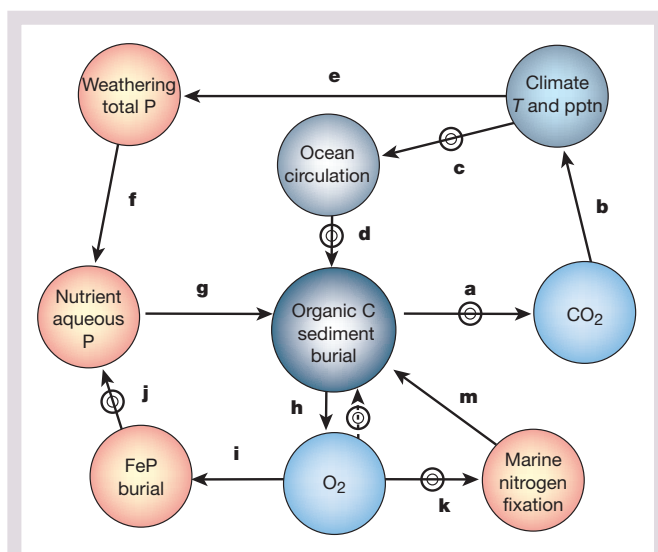 Weathering
total P
e
Climate
T and pptn
Ocean
circulation
c
f
d
b
Nutrient
aqueous
P
g
Organic C
sediment
burial
a
CO2
j
h
m
FeP
burial
i
O2
k
Marine
nitrogen
fixation